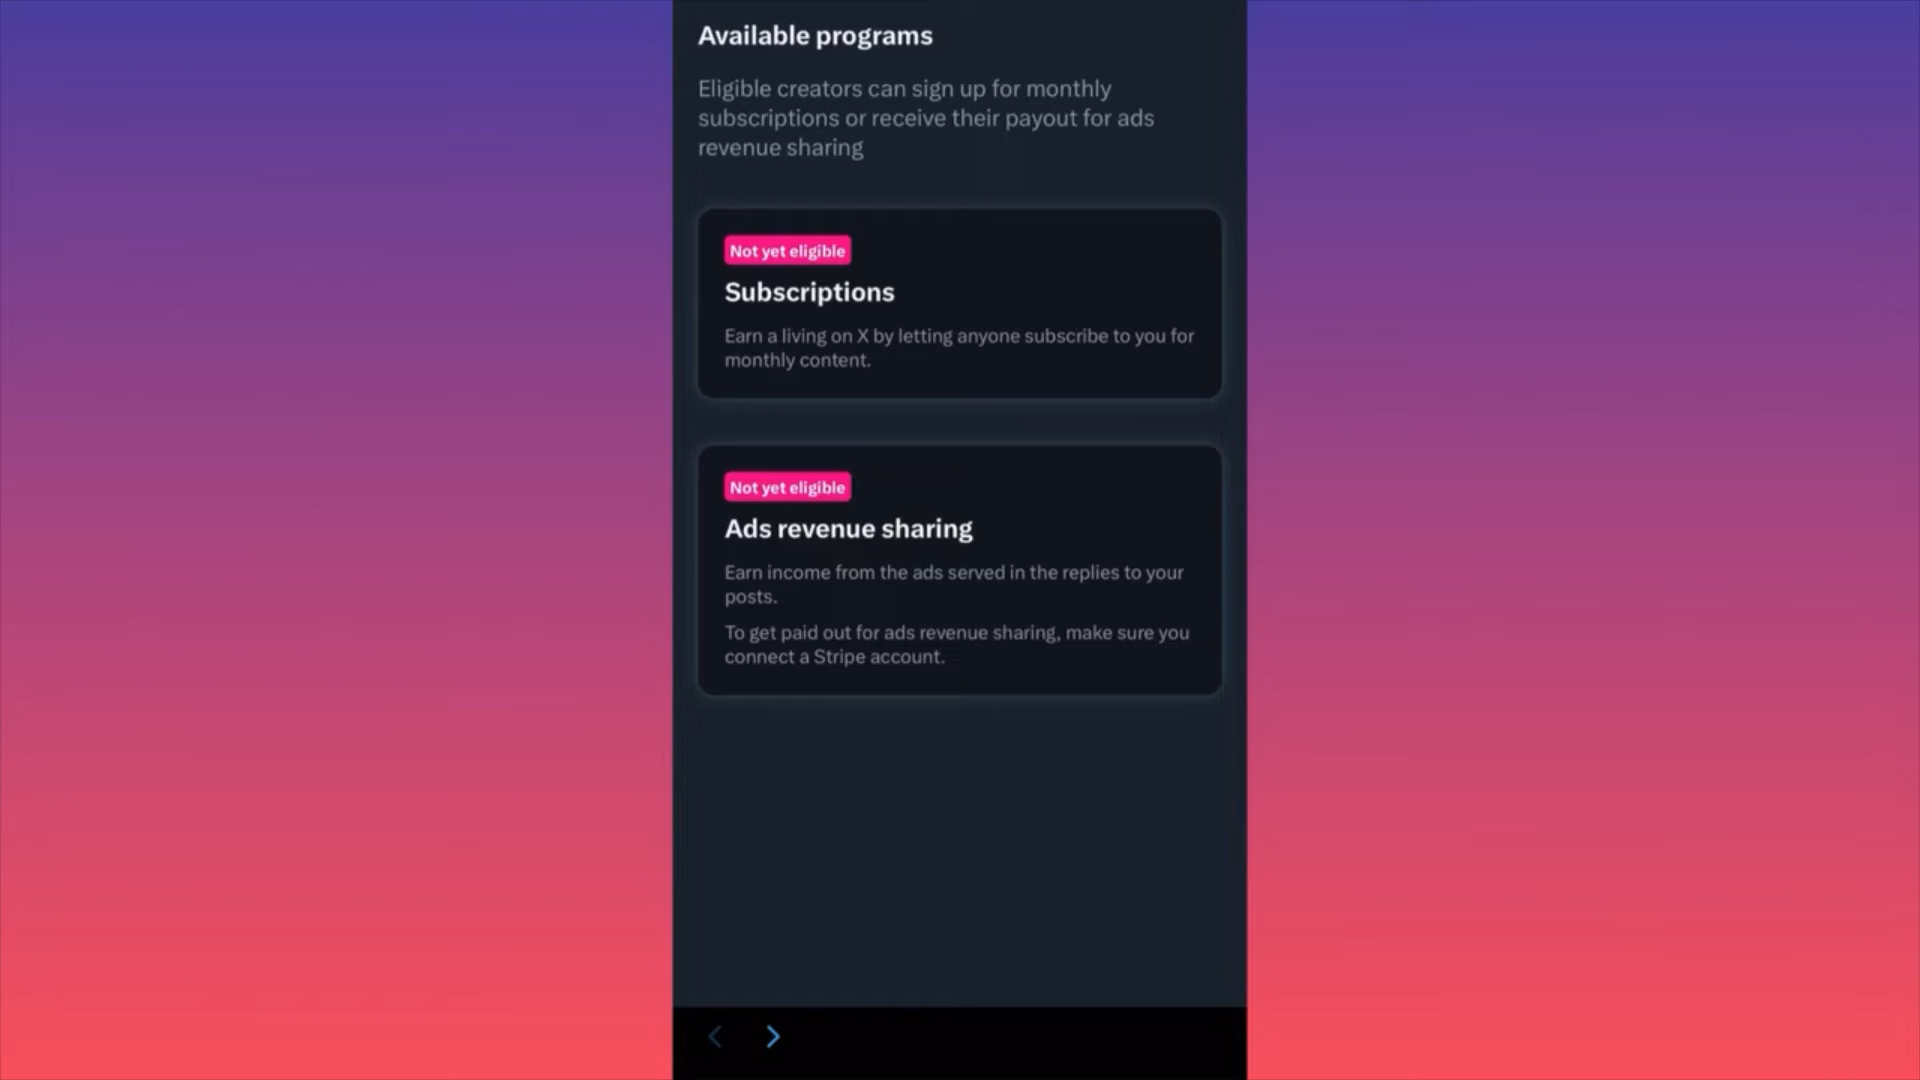 Available programs
Eligible creators can sign up for monthly
subscriptions or receive their payout for ads
revenue sharing
Not yet eligible
Subscriptions
Earn a living on X by letting anyone subscribe to you for
monthly content.
Not yet eligible
Ads revenue sharing
Earn income from the ads served in the replies to your
posts.
To get paid out for ads revenue sharing, make sure you
connect a Stripe account.